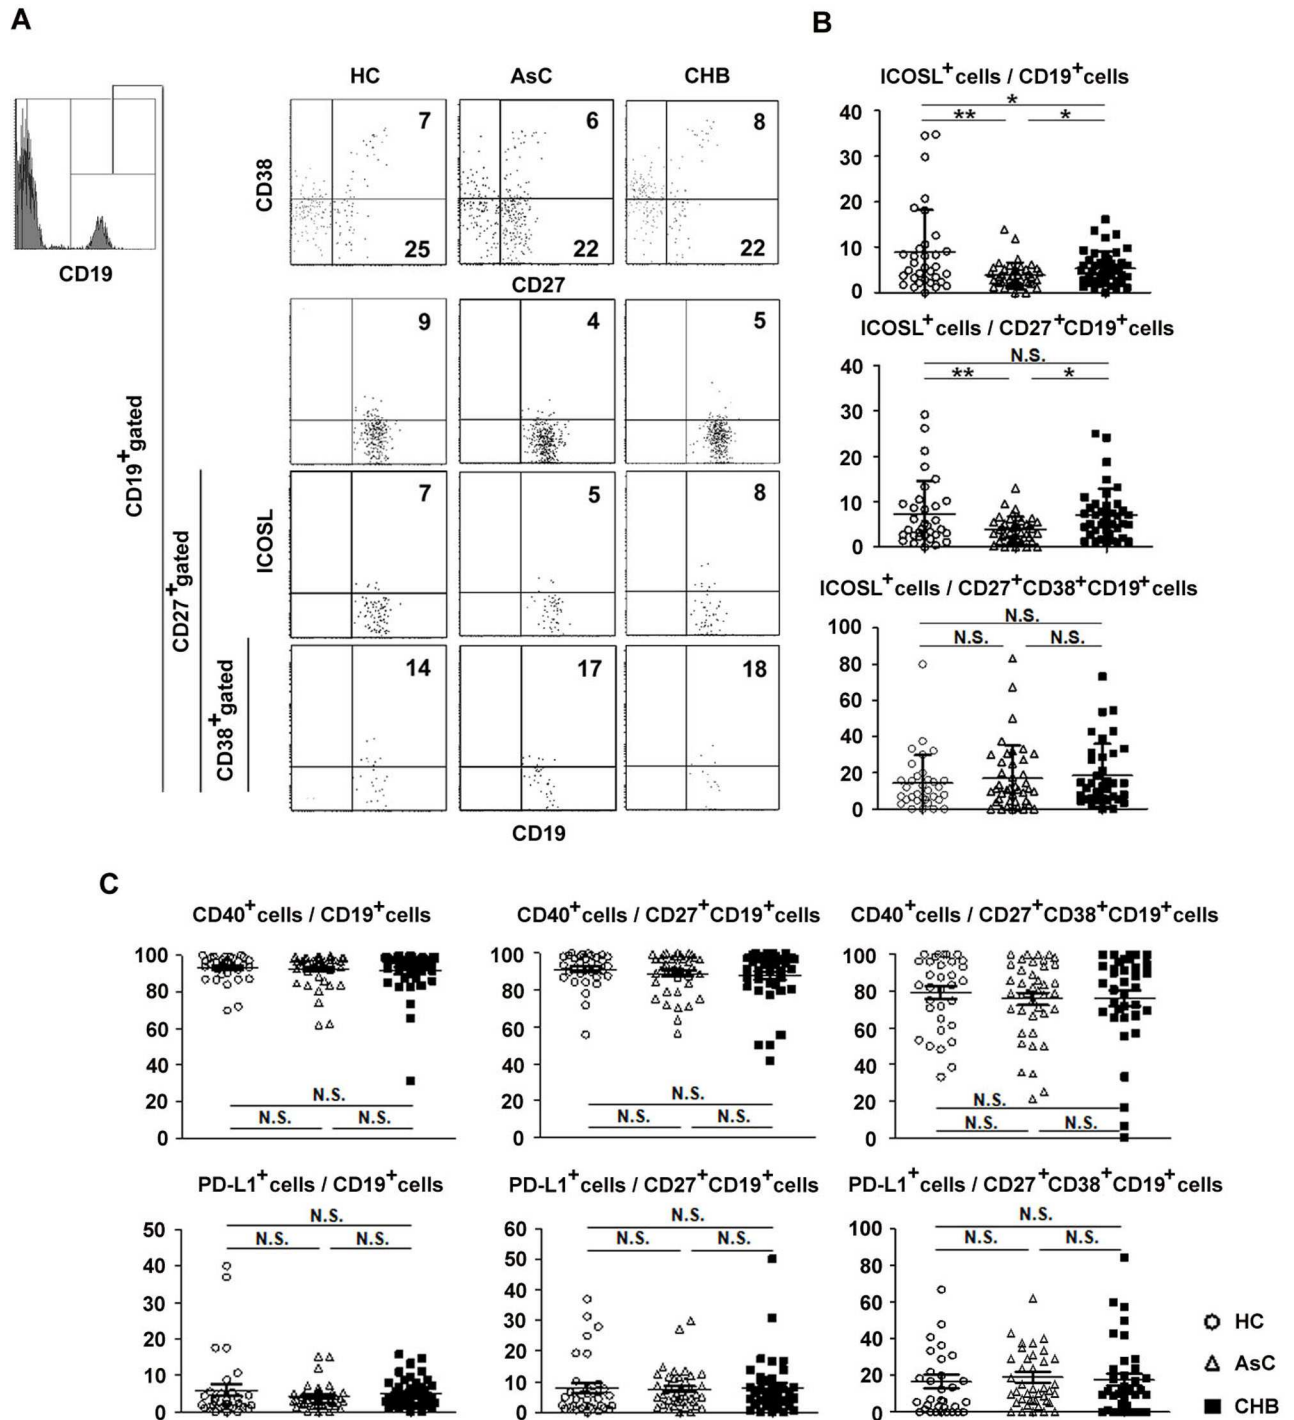 A
B
HC
AsC
CHB
CD19
CD38
7
6
8
25
22
22
CD27
CD19⁺gated
CD27⁺gated
CD38⁺gated
ICOSL
9
4
5
7
5
8
14
17
18
CD19
ICOSL⁺cells / CD19⁺cells
*
** *
40
30
20
10
0
ICOSL⁺cells / CD27⁺CD19⁺cells
N.S.
** *
40
30
20
10
0
ICOSL⁺cells / CD27⁺CD38⁺CD19⁺cells
N.S.
N.S. N.S.
100
80
60
40
20
0
C
CD40⁺cells / CD19⁺cells
100
80
60
40
20
0
N.S.
N.S. N.S.
CD40⁺cells / CD27⁺CD19⁺cells
100
80
60
40
20
0
N.S.
N.S. N.S.
CD40⁺cells / CD27⁺CD38⁺CD19⁺cells
100
80
60
40
20
0
N.S.
N.S. N.S.
PD-L1⁺cells / CD19⁺cells
N.S.
N.S. N.S.
50
40
30
20
10
0
PD-L1⁺cells / CD27⁺CD19⁺cells
N.S.
N.S. N.S.
60
50
40
30
20
10
0
PD-L1⁺cells / CD27⁺CD38⁺CD19⁺cells
N.S.
N.S. N.S.
100
80
60
40
20
0
HC
AsC
CHB